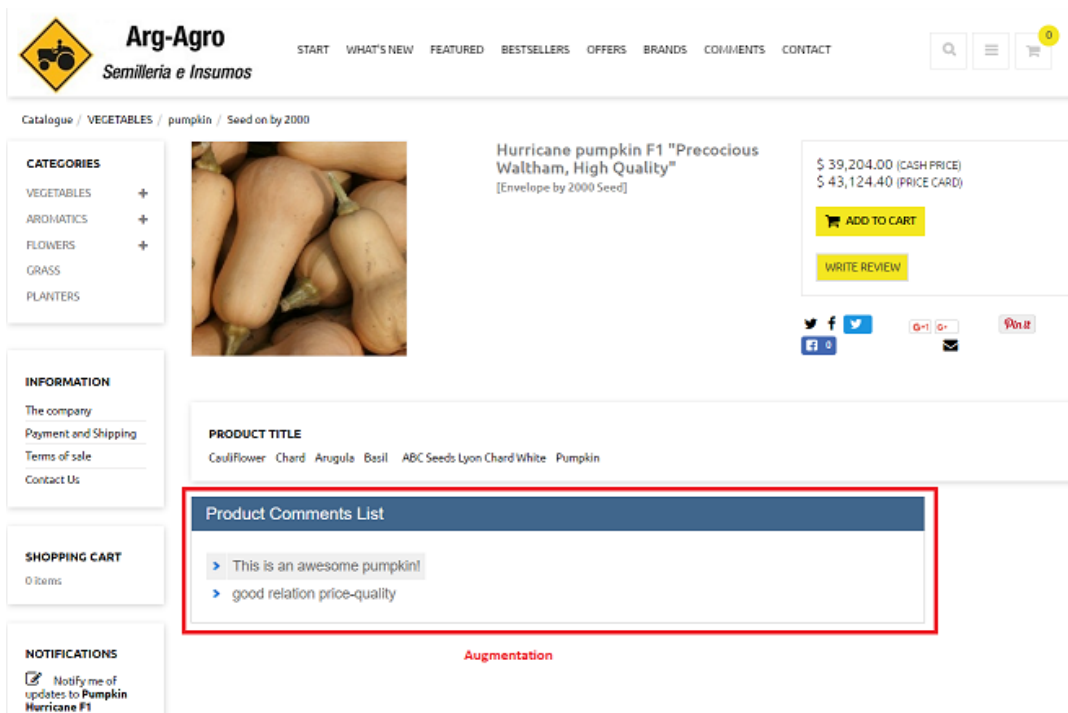 Arg-Agro
Semilleria e Insumos
START WHAT'S NEW FEATURED BESTSELLERS OFFERS BRANDS COMMENTS CONTACT
0
Catalogue / VEGETABLES / pumpkin / Seed on by 2000
CATEGORIES
VEGETABLES +
AROMATICS +
FLOWERS +
GRASS
PLANTERS
Hurricane pumpkin F1 "Precocious
Waltham, High Quality"
[Envelope by 2000 Seed]
$ 39,204.00 (CASH PRICE)
$ 43,124.40 (PRICE CARD)
ADD TO CART
WRITE REVIEW
G+1 G+
Pin it
0
INFORMATION
The company
Payment and Shipping
Terms of sale
Contact Us
PRODUCT TITLE
Cauliflower Chard Arugula Basil ABC Seeds Lyon Chard White Pumpkin
Product Comments List
This is an awesome pumpkin!
good relation price-quality
Augmentation
SHOPPING CART
0 items
NOTIFICATIONS
Notify me of
updates to Pumpkin
Hurricane F1